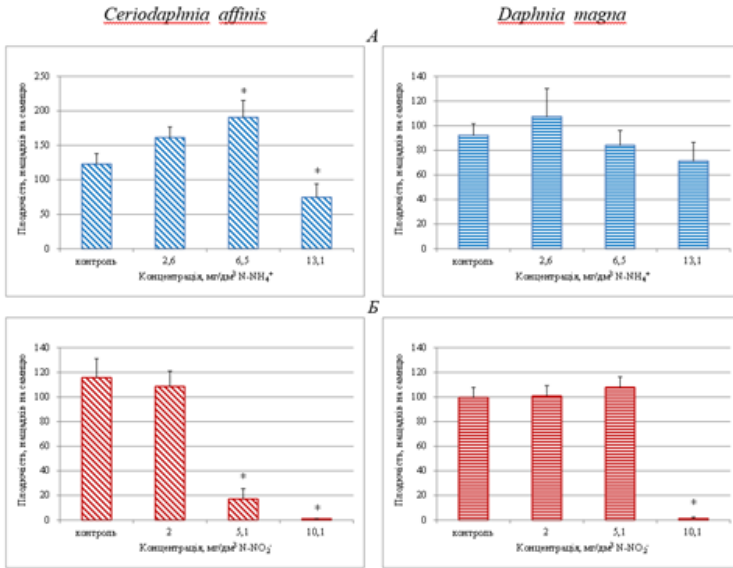 Ceriodaphnia affinis
Daphnia magna
А
Плодючість, нащадків на самицю
250
200
150
100
50
0
*
*
контроль 2,6 6,5 13,1
Концентрація, мг/дм³ N-NH₄⁺
Плодючість, нащадків на самицю
140
120
100
80
60
40
20
0
контроль 2,6 6,5 13,1
Концентрація, мг/дм³ N-NH₄⁺
Б
Плодючість, нащадків на самицю
140
120
100
80
60
40
20
0
*
*
контроль 2 5,1 10,1
Концентрація, мг/дм³ N-NO₂⁻
Плодючість, нащадків на самицю
140
120
100
80
60
40
20
0
*
контроль 2 5,1 10,1
Концентрація, мг/дм³ N-NO₂⁻